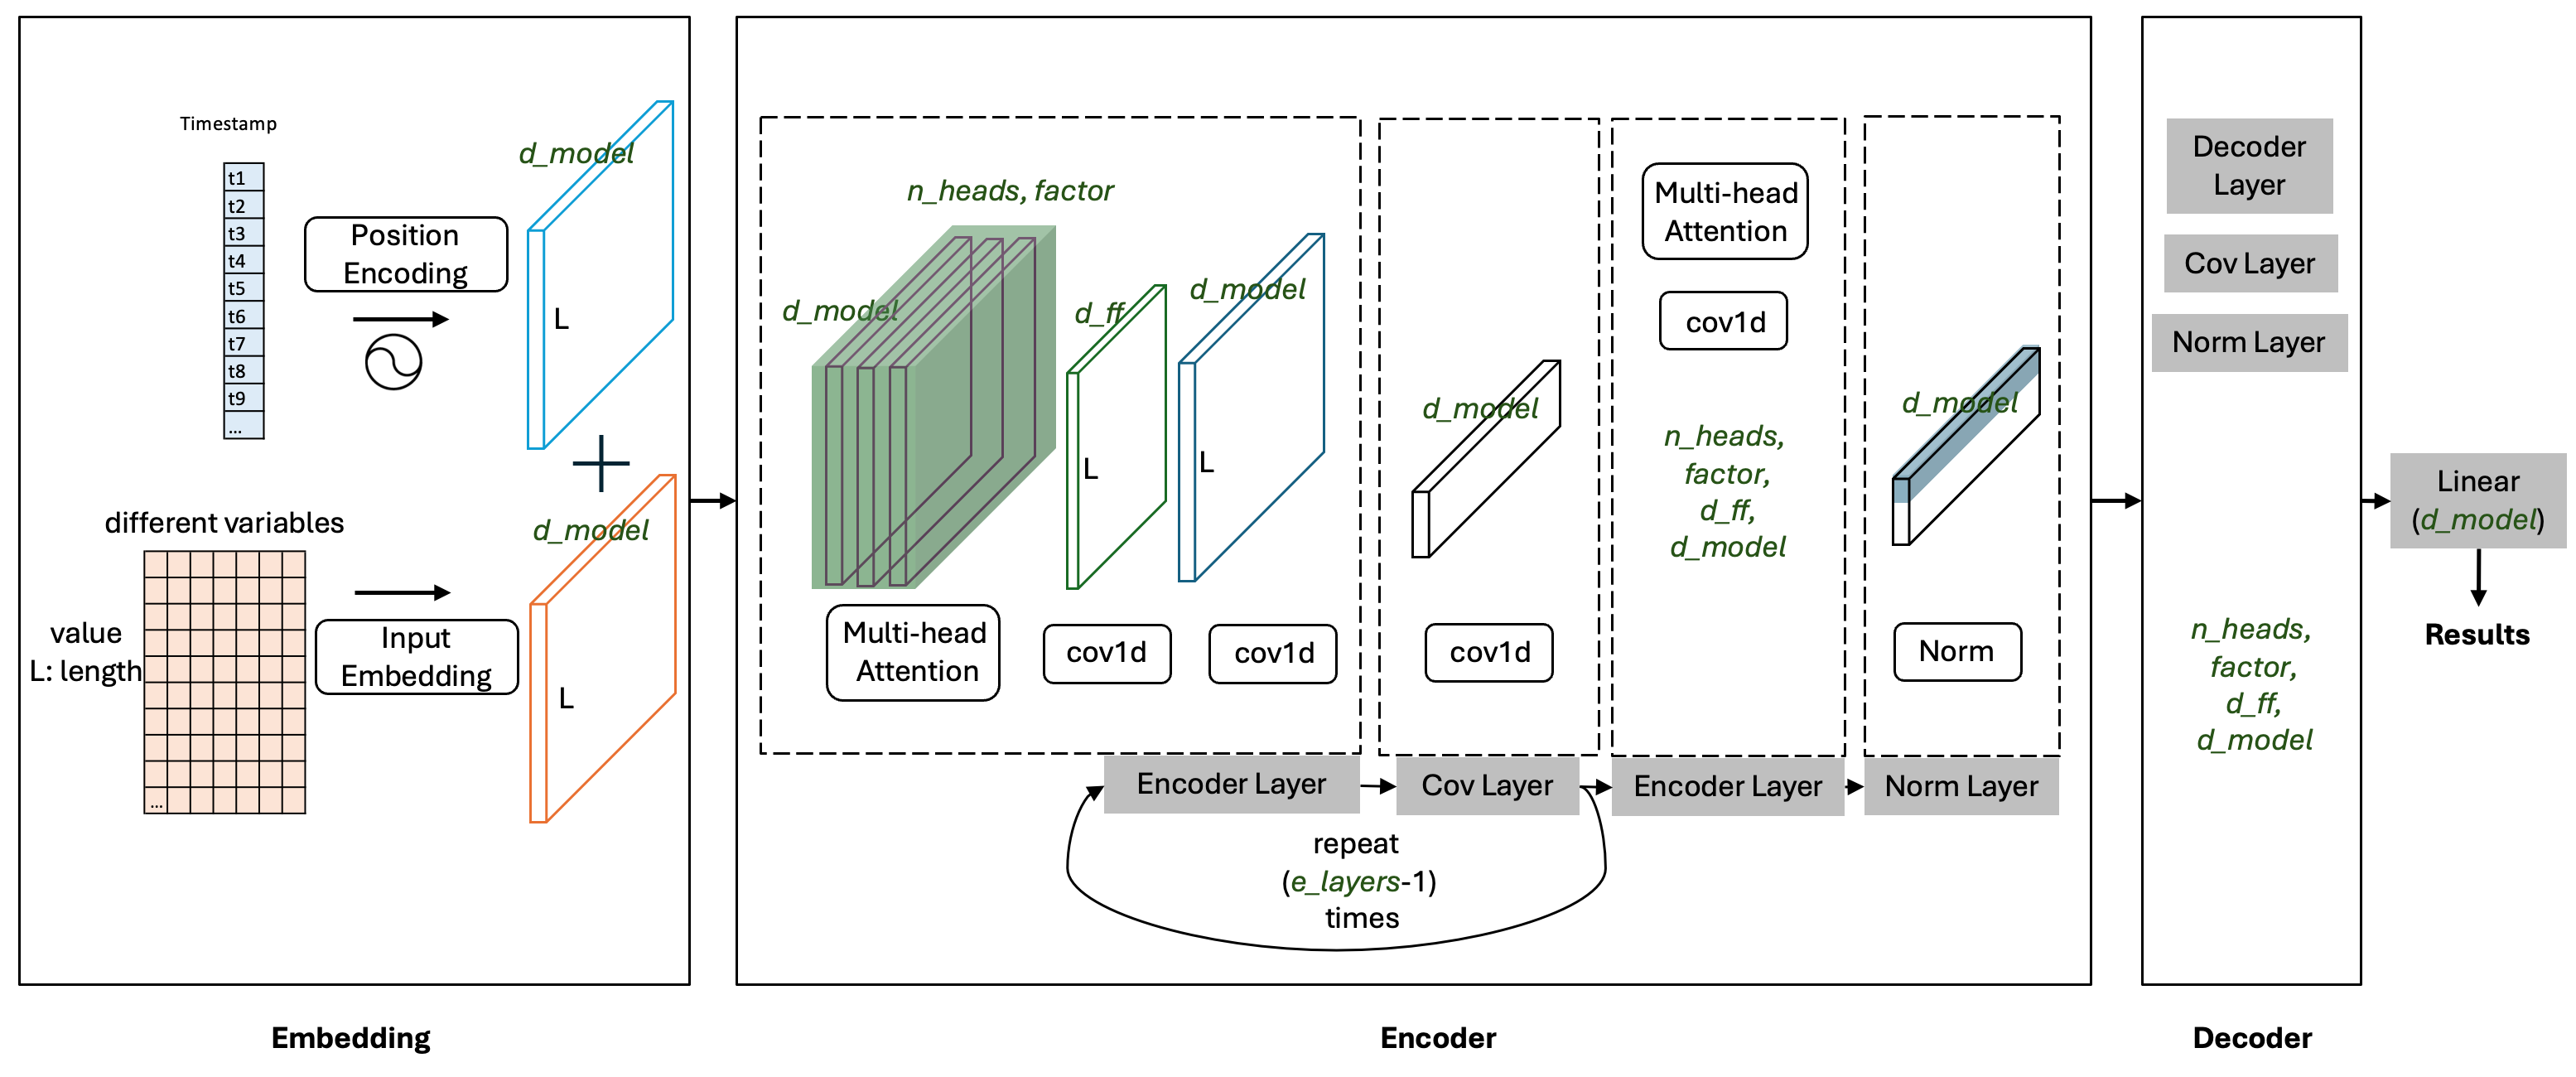 Timestamp
t1
t2
t3
t4
t5
t6
t7
t8
t9
...
Position
Encoding
d_model
L
different variables
value
L: length
...
Input
Embedding
d_model
L
Embedding
n_heads, factor
d_model
d_ff
L
d_model
L
Multi-head
Attention
cov1d
cov1d
d_model
cov1d
Multi-head
Attention
cov1d
n_heads,
factor,
d_ff,
d_model
d_model
Norm
Encoder Layer
Cov Layer
Encoder Layer
Norm Layer
repeat
(e_layers-1)
times
Encoder
Decoder
Layer
Cov Layer
Norm Layer
n_heads,
factor,
d_ff,
d_model
Decoder
Linear
(d_model)
Results